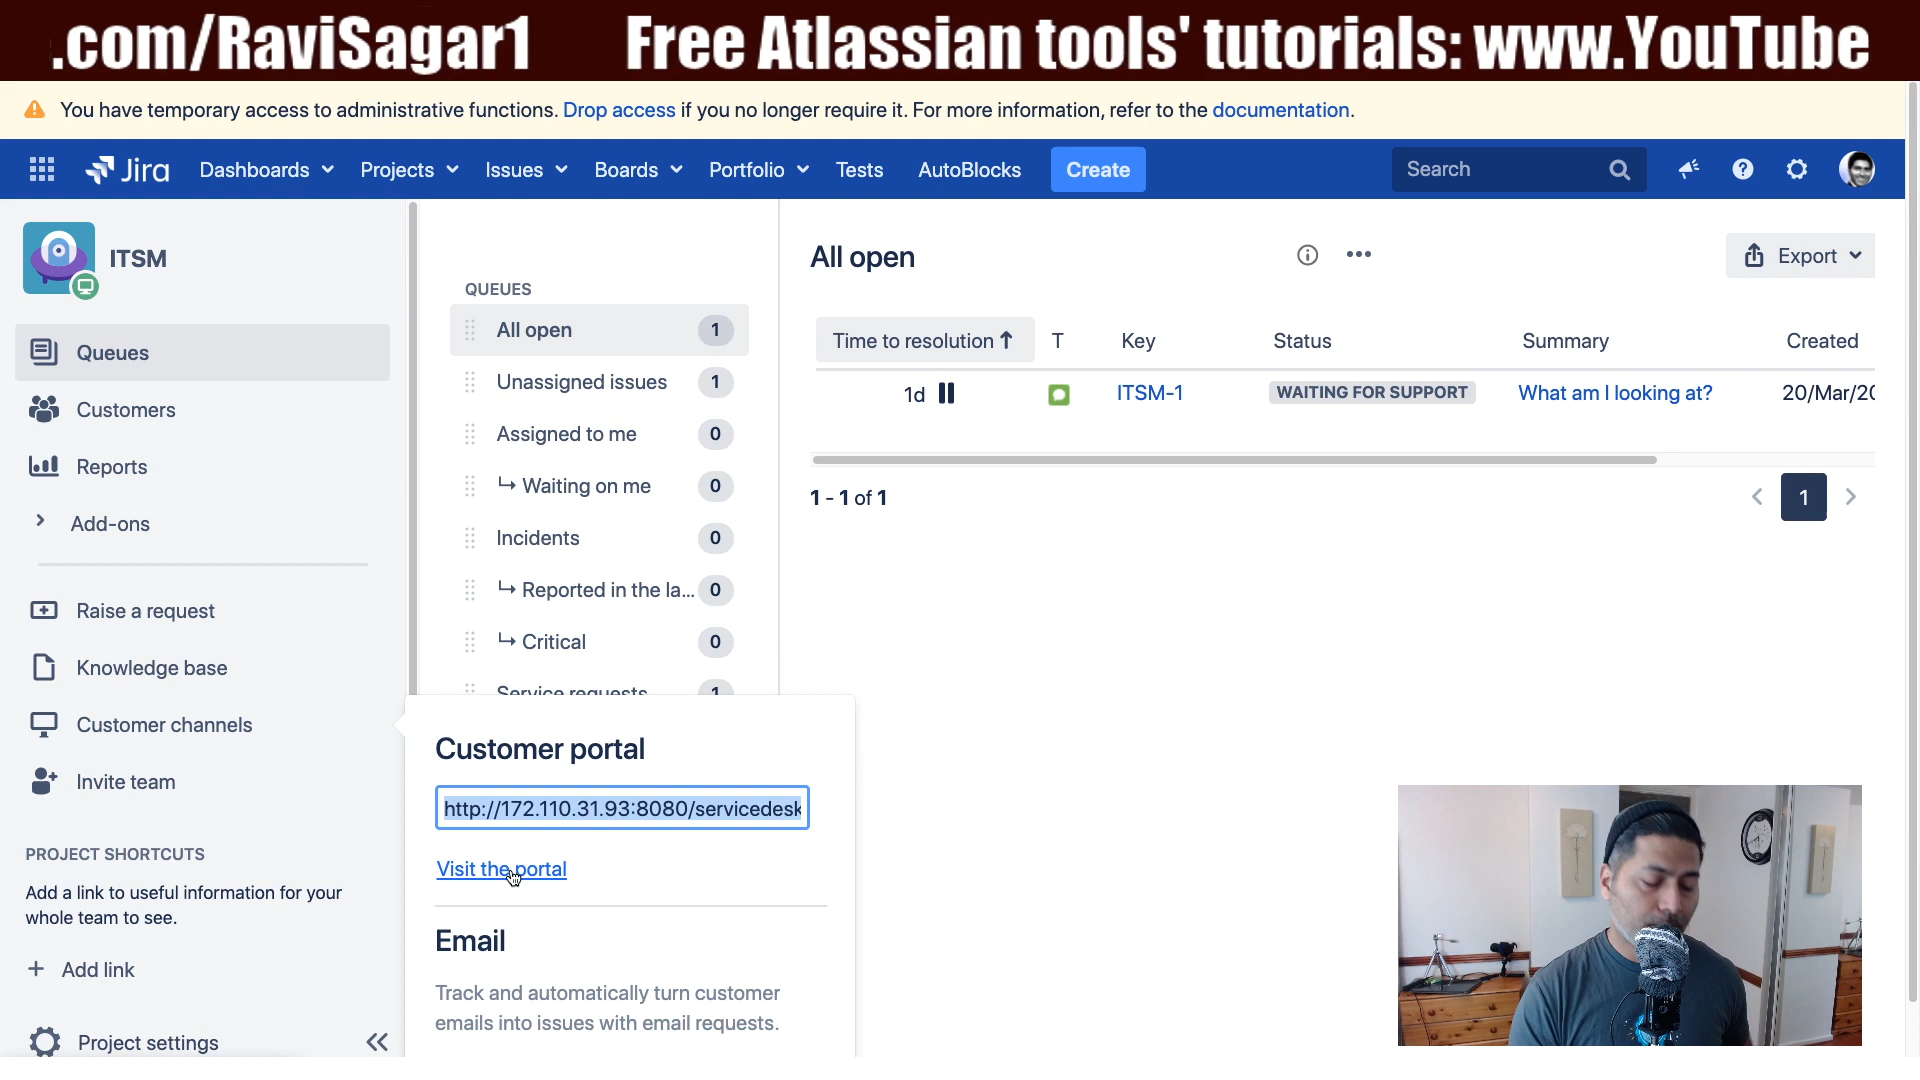 .com/RaviSagar1 Free Atlassian tools' tutorials: www.YouTube
You have temporary access to administrative functions. Drop access if you no longer require it. For more information, refer to the documentation.
Jira Dashboards Projects Issues Boards Portfolio Tests AutoBlocks Create Search
ITSM
Queues
Customers
Reports
Add-ons
Raise a request
Knowledge base
Customer channels
Invite team
PROJECT SHORTCUTS
Add a link to useful information for your
whole team to see.
+ Add link
Project settings
QUEUES
All open 1
Unassigned issues 1
Assigned to me 0
Waiting on me 0
Incidents 0
Reported in the la... 0
Critical 0
Service requests 1
Customer portal
http://172.110.31.93:8080/servicedesk
Visit the portal
Email
Track and automatically turn customer
emails into issues with email requests.
All open
Export
Time to resolution T Key Status Summary Created
1d ITSM-1 WAITING FOR SUPPORT What am I looking at? 20/Mar/20
1 - 1 of 1
1